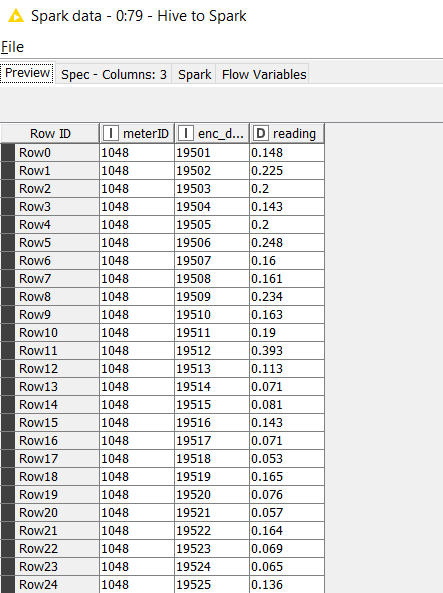 Spark data - 0:79 - Hive to Spark
File
Preview Spec - Columns: 3 Spark Flow Variables
Row ID I meterID I enc_d... D reading
Row0 1048 19501 0.148
Row1 1048 19502 0.225
Row2 1048 19503 0.2
Row3 1048 19504 0.143
Row4 1048 19505 0.2
Row5 1048 19506 0.248
Row6 1048 19507 0.16
Row7 1048 19508 0.161
Row8 1048 19509 0.234
Row9 1048 19510 0.163
Row10 1048 19511 0.19
Row11 1048 19512 0.393
Row12 1048 19513 0.113
Row13 1048 19514 0.071
Row14 1048 19515 0.081
Row15 1048 19516 0.143
Row16 1048 19517 0.071
Row17 1048 19518 0.053
Row18 1048 19519 0.165
Row19 1048 19520 0.076
Row20 1048 19521 0.057
Row21 1048 19522 0.164
Row22 1048 19523 0.069
Row23 1048 19524 0.065
Row24 1048 19525 0.136